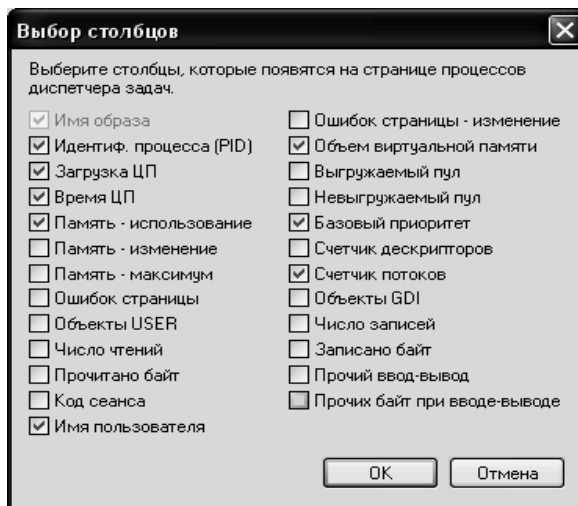 Выбор столбцов
Выберите столбцы, которые появятся на странице процессов
диспетчера задач.
Имя образа
Идентиф. процесса (PID)
Загрузка ЦП
Время ЦП
Память - использование
Память - изменение
Память - максимум
Ошибок страницы
Объекты USER
Число чтений
Прочитано байт
Код сеанса
Имя пользователя
Ошибок страницы - изменение
Объем виртуальной памяти
Выгружаемый пул
Невыгружаемый пул
Базовый приоритет
Счетчик дескрипторов
Счетчик потоков
Объекты GDI
Число записей
Записано байт
Прочий ввод-вывод
Прочих байт при вводе-выводе
OK
Отмена